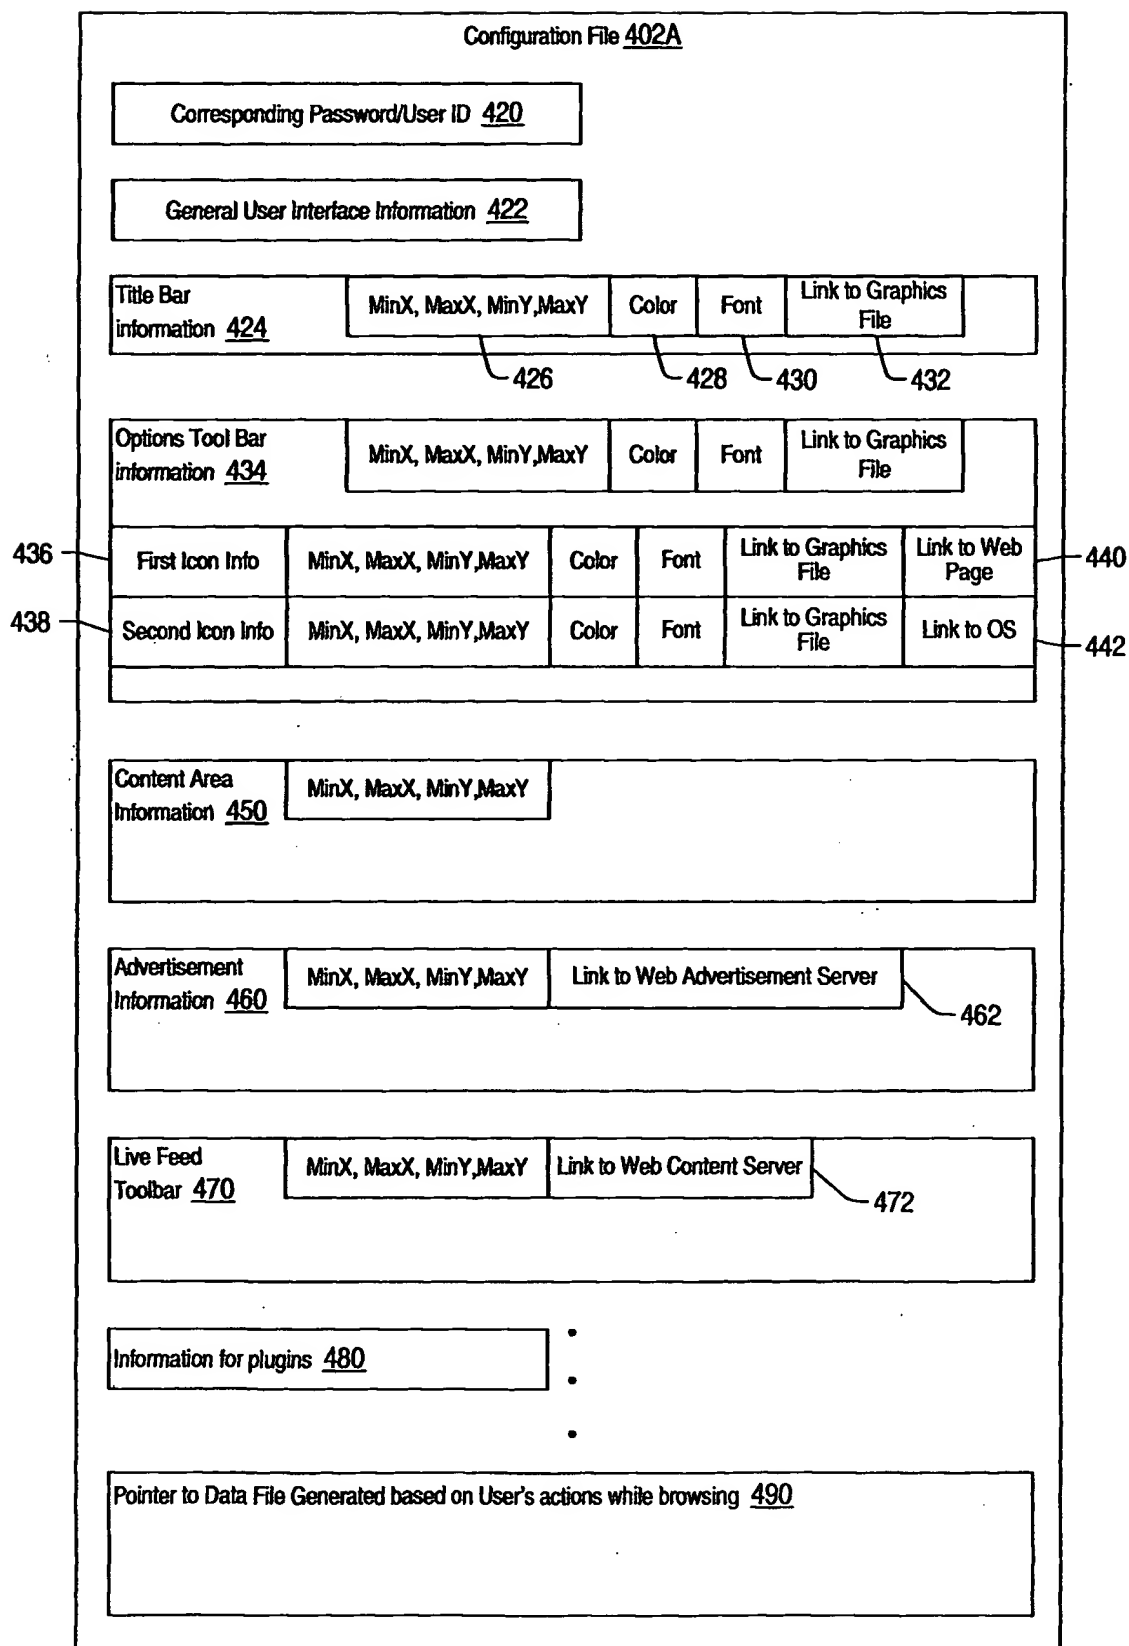 Configuration File 402A
Corresponding Password/User ID 420
General User Interface Information 422
Title Bar
information 424
MinX, MaxX, MinY,MaxY
Color
Font
Link to Graphics
File
426
428
430
432
Options Tool Bar
information 434
MinX, MaxX, MinY,MaxY
Color
Font
Link to Graphics
File
436
First Icon Info
MinX, MaxX, MinY,MaxY
Color
Font
Link to Graphics
File
Link to Web
Page
440
438
Second Icon Info
MinX, MaxX, MinY,MaxY
Color
Font
Link to Graphics
File
Link to OS
442
Content Area
Information 450
MinX, MaxX, MinY,MaxY
Advertisement
Information 460
MinX, MaxX, MinY,MaxY
Link to Web Advertisement Server
462
Live Feed
Toolbar 470
MinX, MaxX, MinY,MaxY
Link to Web Content Server
472
Information for plugins 480
Pointer to Data File Generated based on User's actions while browsing 490